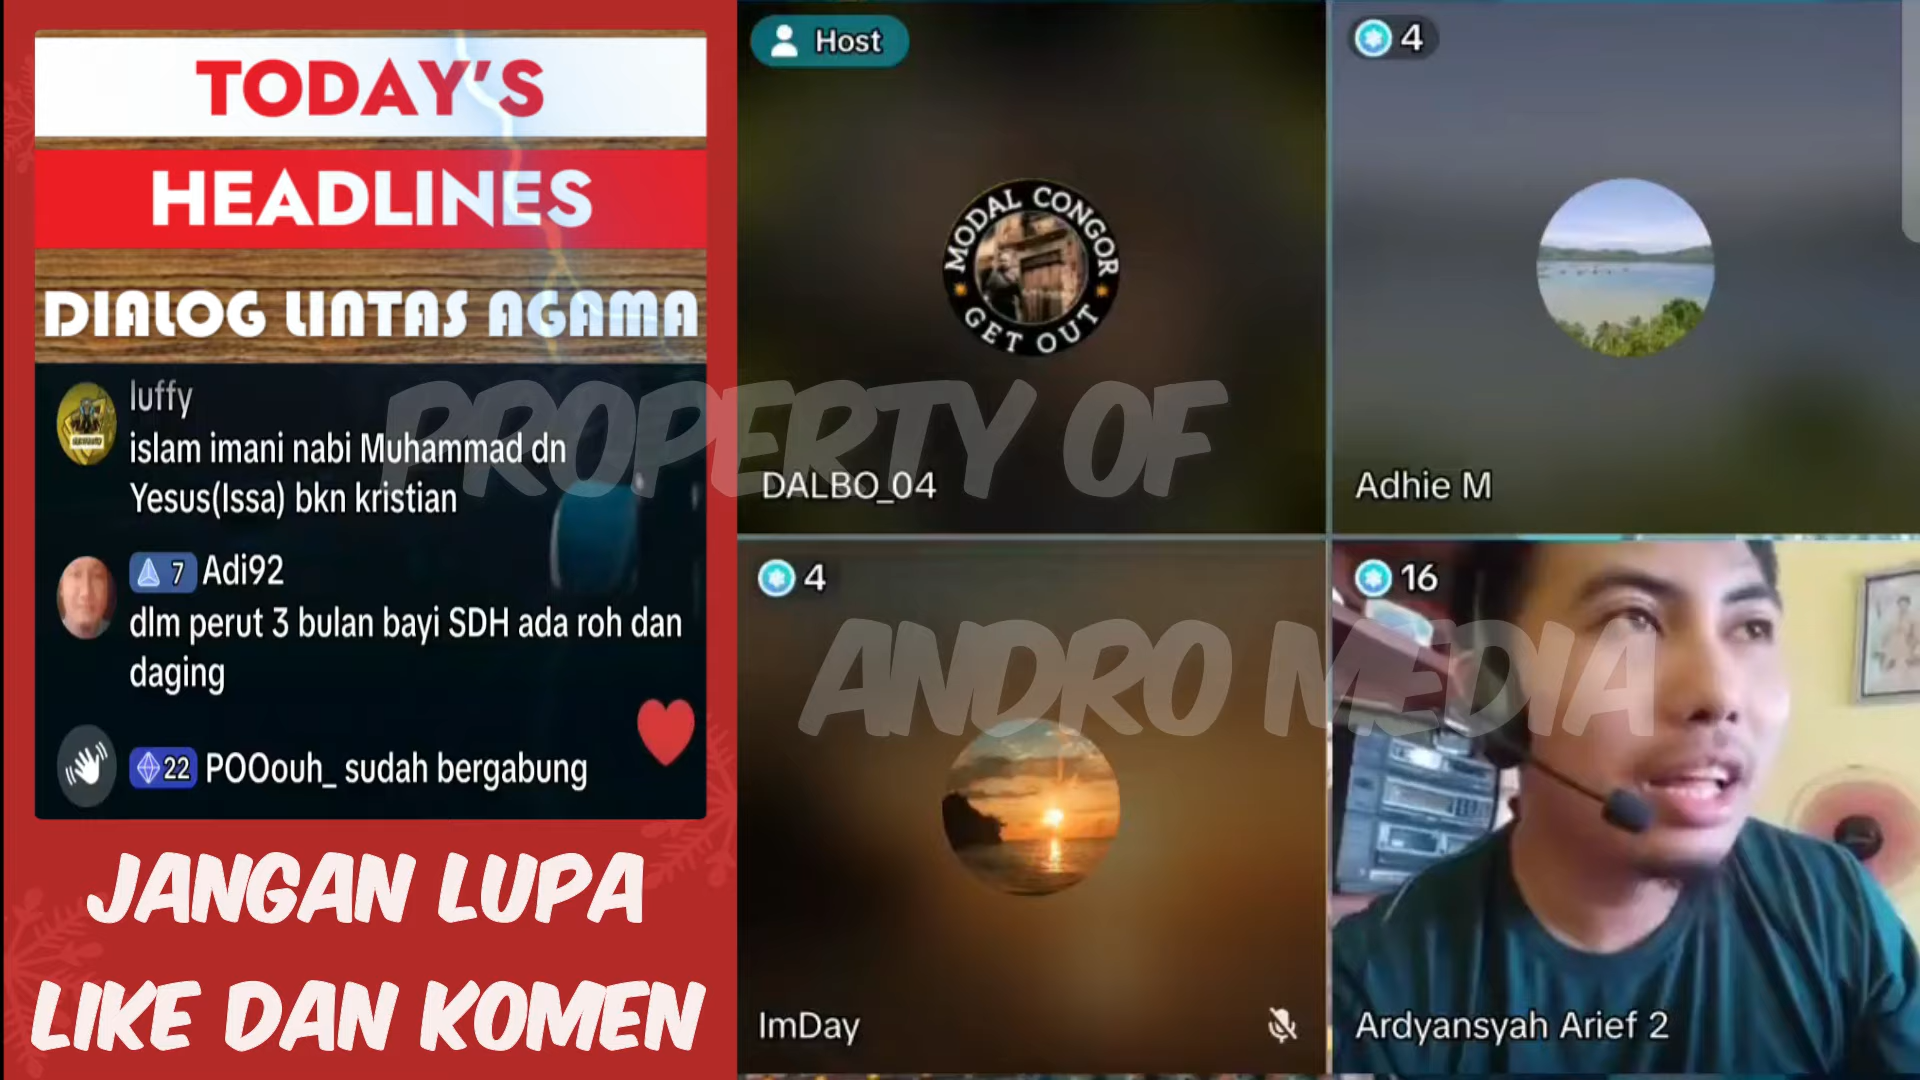 TODAY'S
HEADLINES
DIALOG LINTAS AGAMA
luffy
islam imani nabi Muhammad dn
Yesus(Issa) bkn kristian
7 Adi92
dlm perut 3 bulan bayi SDH ada roh dan
daging
22 POOouh_ sudah bergabung
JANGAN LUPA
LIKE DAN KOMEN
Host
MODAL CONGOR
GET OUT
DALBO_04
4
Adhie M
4
ImDay
16
Ardyansyah Arief 2
PROPERTY OF
ANDRO MEDIA